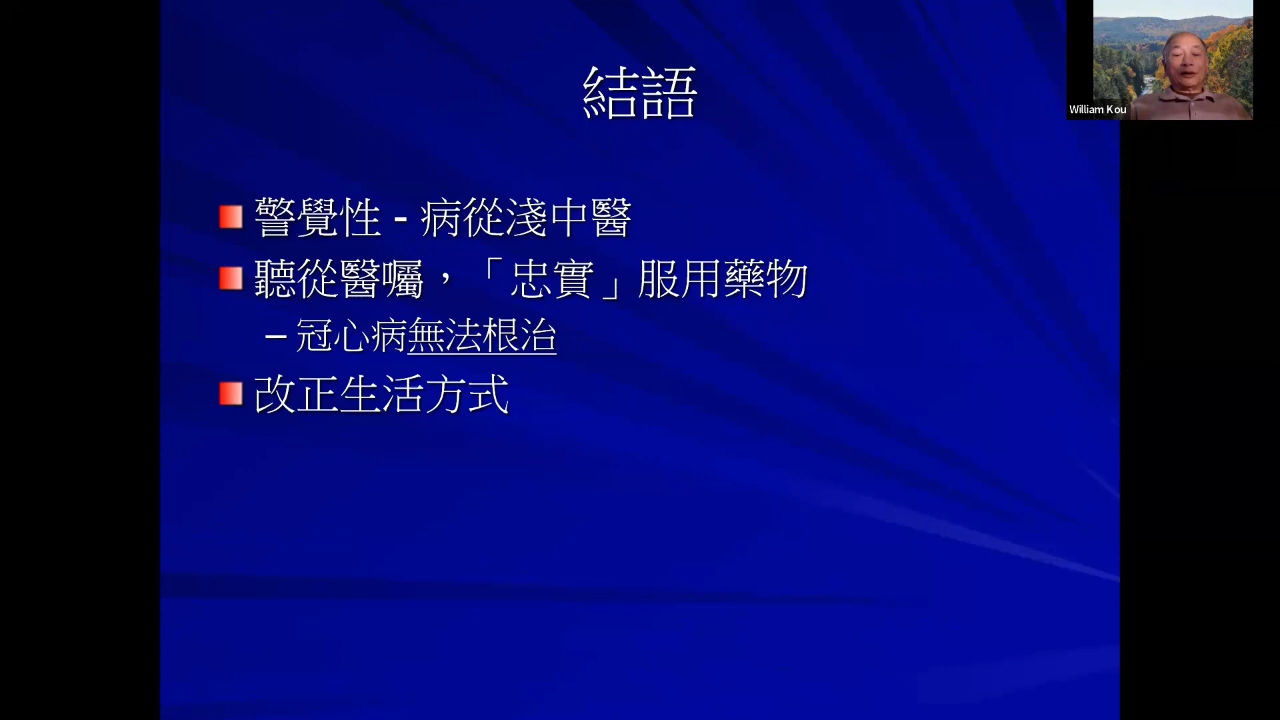 結語
警覺性 - 病從淺中醫
聽從醫囑，「忠實」服用藥物
– 冠心病無法根治
改正生活方式
William Kou